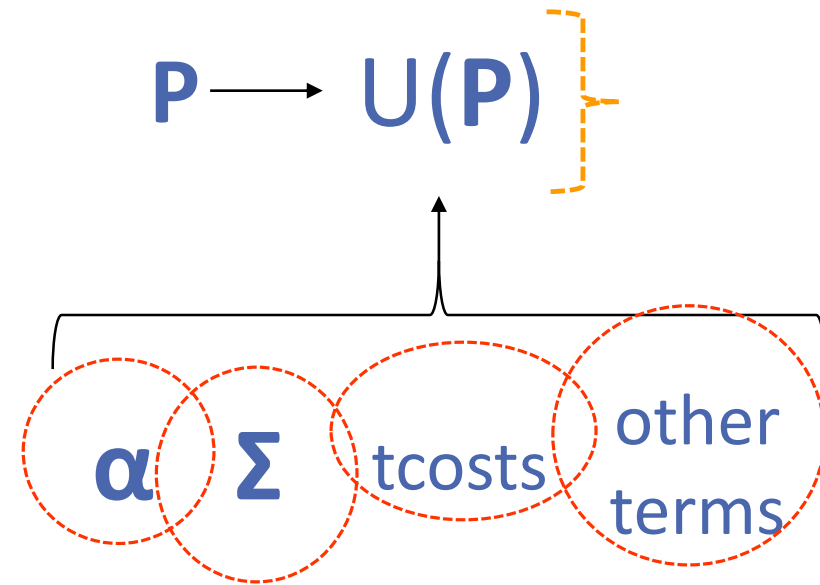 P → U(P)
α Σ tcosts other
terms